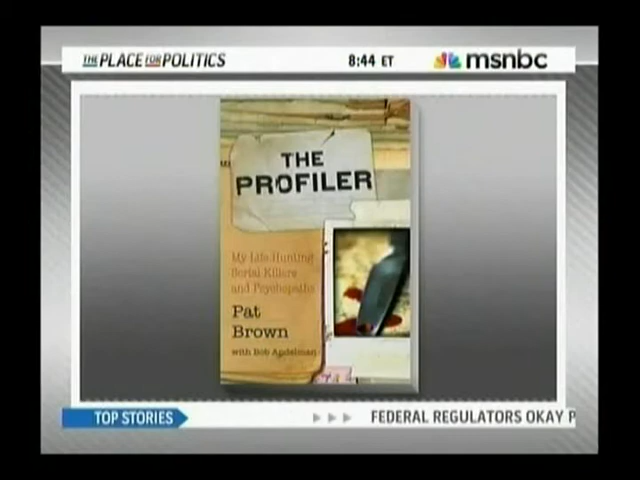 THE PLACE FOR POLITICS
8:44 ET
msnbc
THE
PROFILER
My Life Hunting
Serial Killers
and Psychopaths
Pat
Brown
with Bob Andelman
TOP STORIES
FEDERAL REGULATORS OKAY P